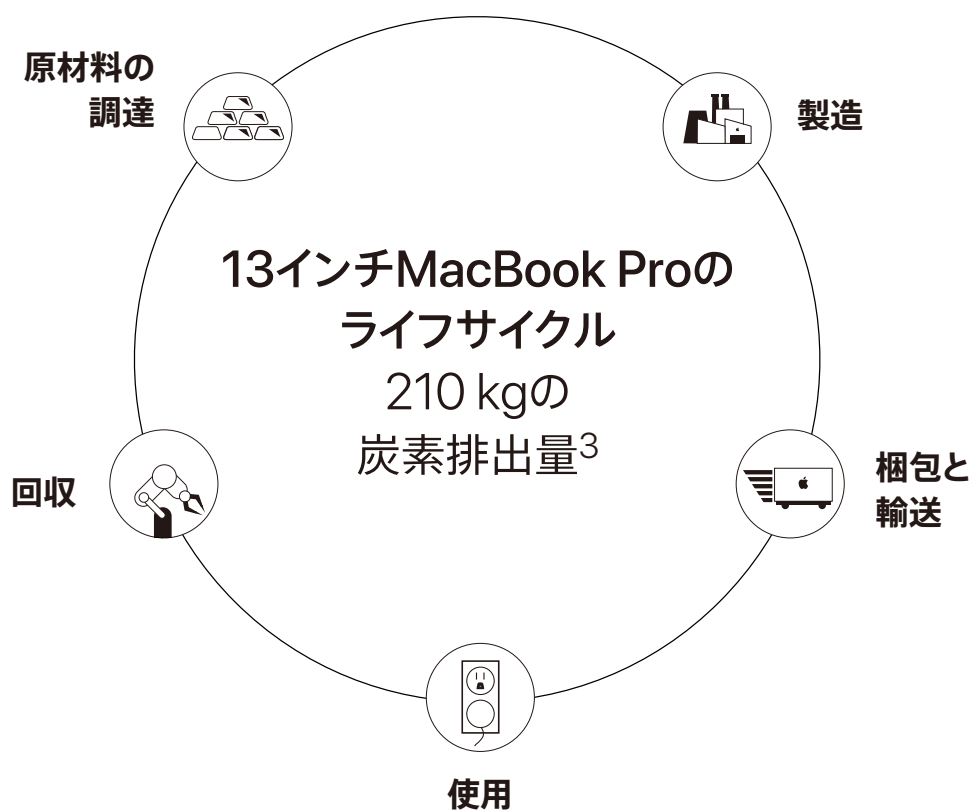 原材料の
調達
製造
13インチMacBook Proの
ライフサイクル
210 kgの
炭素排出量3
回収
梱包と
輸送
使用